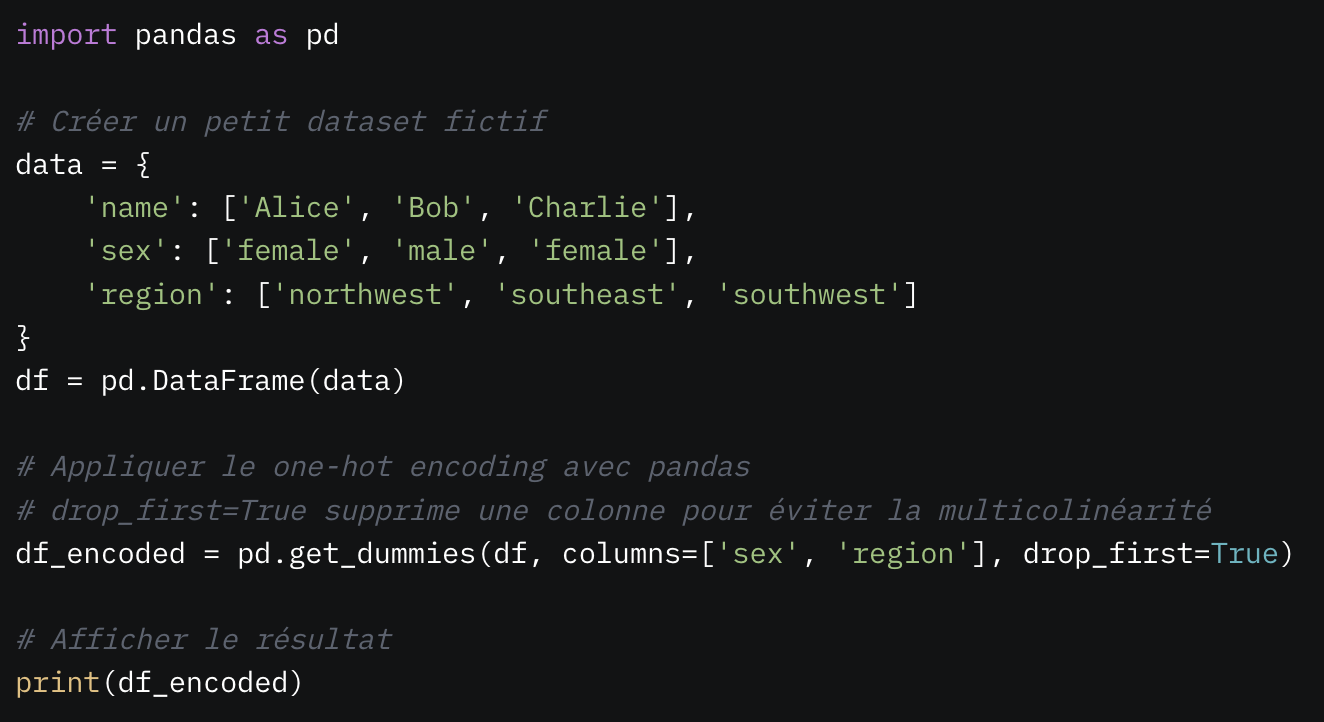 import pandas as pd
# Créer un petit dataset fictif
data = {
    'name': ['Alice', 'Bob', 'Charlie'],
    'sex': ['female', 'male', 'female'],
    'region': ['northwest', 'southeast', 'southwest']
}
df = pd.DataFrame(data)
# Appliquer le one-hot encoding avec pandas
# drop_first=True supprime une colonne pour éviter la multicolinéarité
df_encoded = pd.get_dummies(df, columns=['sex', 'region'], drop_first=True)
# Afficher le résultat
print(df_encoded)